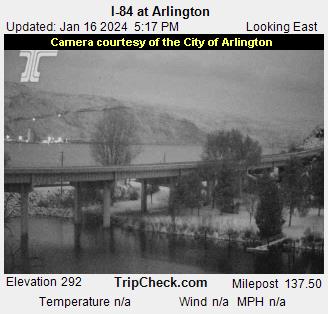 I-84 at Arlington
Updated: Jan 16 2024 5:17 PM Looking East
Camera courtesy of the City of Arlington
Elevation 292 TripCheck.com Milepost 137.50
Temperature n/a Wind n/a MPH n/a